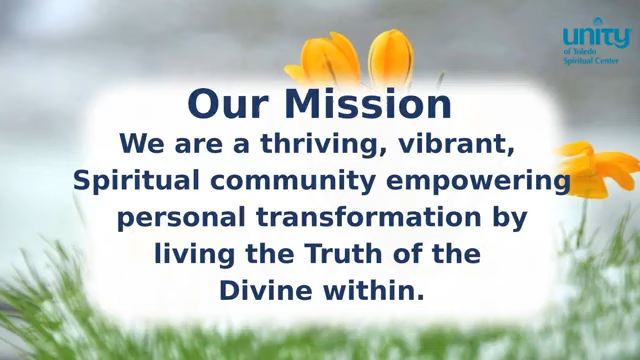 unity
of Toledo
Spiritual Center
Our Mission
We are a thriving, vibrant,
Spiritual community empowering
personal transformation by
living the Truth of the
Divine within.